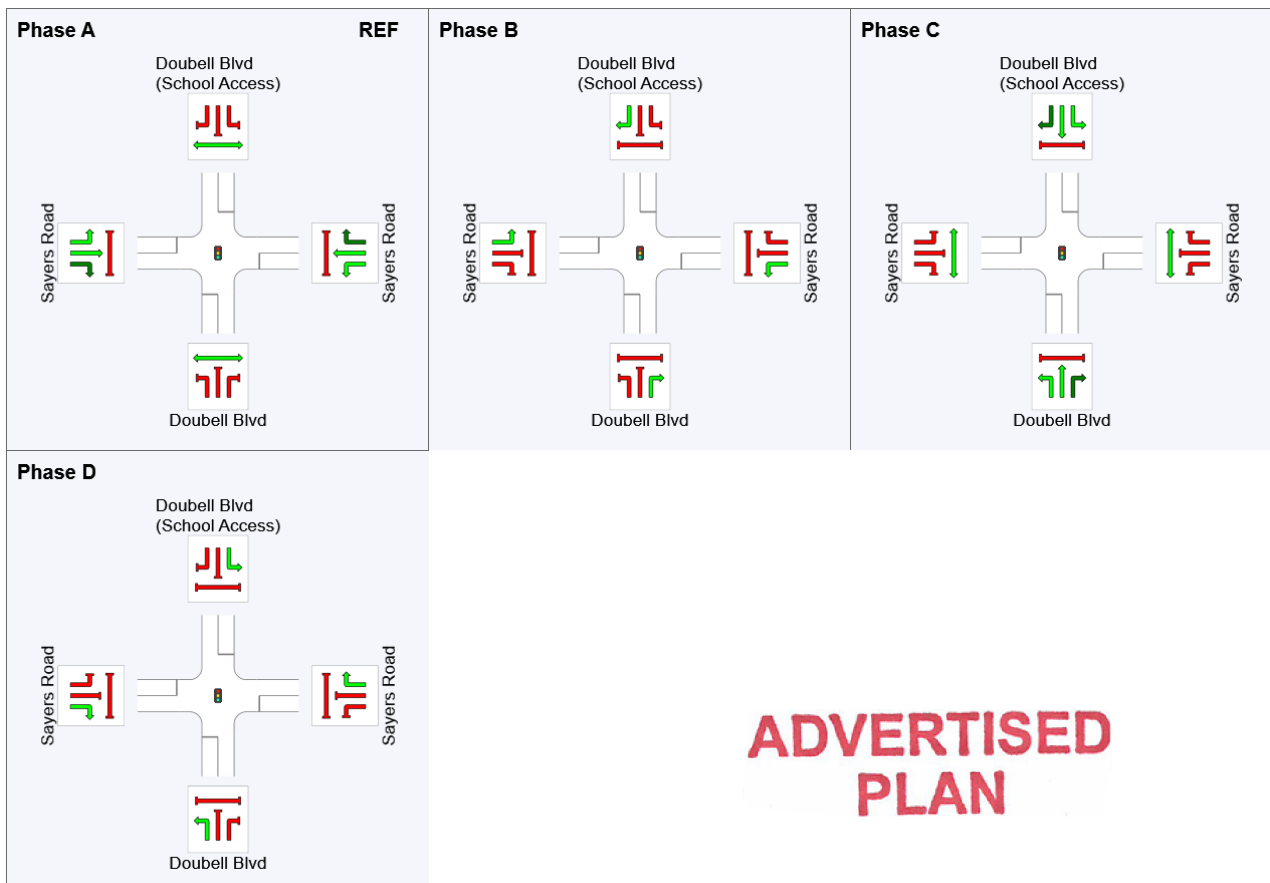 Phase A
REF
Doubell Blvd
(School Access)
Sayers Road
Sayers Road
Doubell Blvd
Phase B
Doubell Blvd
(School Access)
Sayers Road
Sayers Road
Doubell Blvd
Phase C
Doubell Blvd
(School Access)
Sayers Road
Sayers Road
Doubell Blvd
Phase D
Doubell Blvd
(School Access)
Sayers Road
Sayers Road
Doubell Blvd
ADVERTISED
PLAN